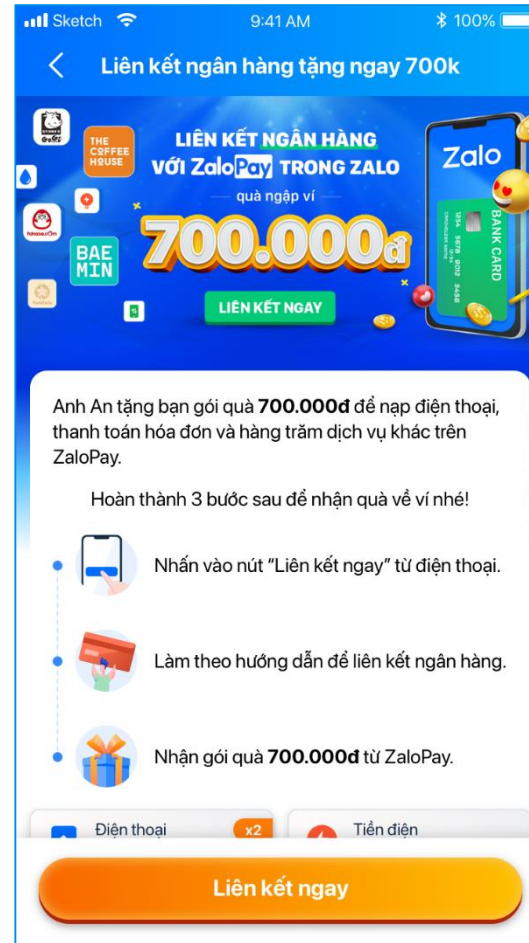 Sketch
9:41 AM
100%
Liên kết ngân hàng tặng ngay 700k
THE
COFFEE
HOUSE
BAE
MIN
LIÊN KẾT NGÂN HÀNG
VỚI ZaloPay TRONG ZALO
quà ngập ví
700.000đ
LIÊN KẾT NGAY
Zalo
BANK CARD
1234 5678 9012 3456
Anh An tặng bạn gói quà 700.000đ để nạp điện thoại,
thanh toán hóa đơn và hàng trăm dịch vụ khác trên
ZaloPay.
Hoàn thành 3 bước sau để nhận quà về ví nhé!
Nhấn vào nút “Liên kết ngay” từ điện thoại.
Làm theo hướng dẫn để liên kết ngân hàng.
Nhận gói quà 700.000đ từ ZaloPay.
Điện thoại
x2
Tiền điện
Liên kết ngay